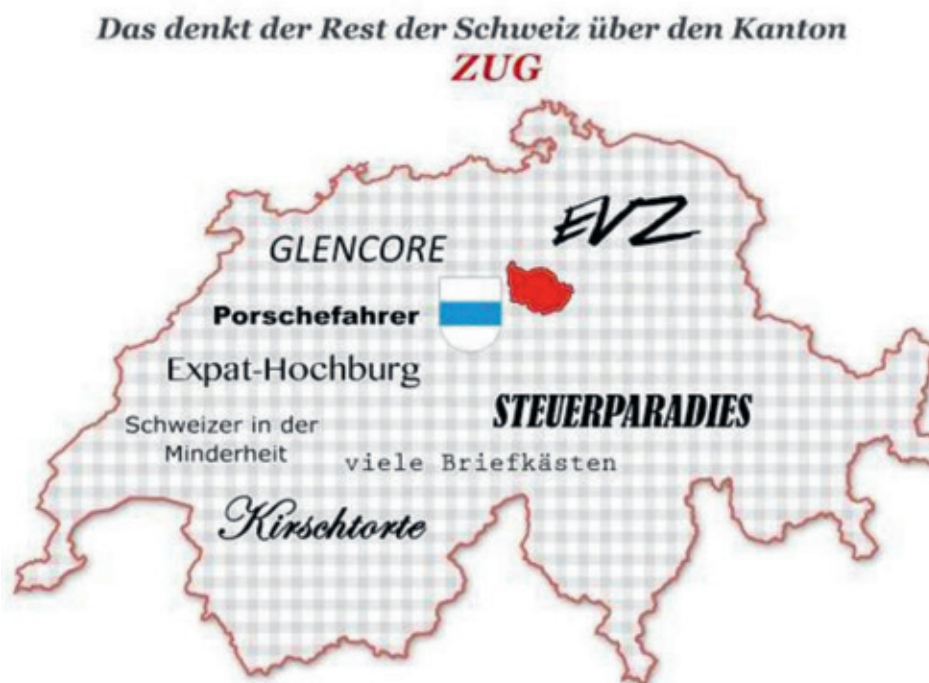 Das denkt der Rest der Schweiz über den Kanton
ZUG
EVZ
GLENCORE
Porschefahrer
Expat-Hochburg
STEUERPARADIES
Schweizer in der
Minderheit
viele Briefkästen
Kirschtorte